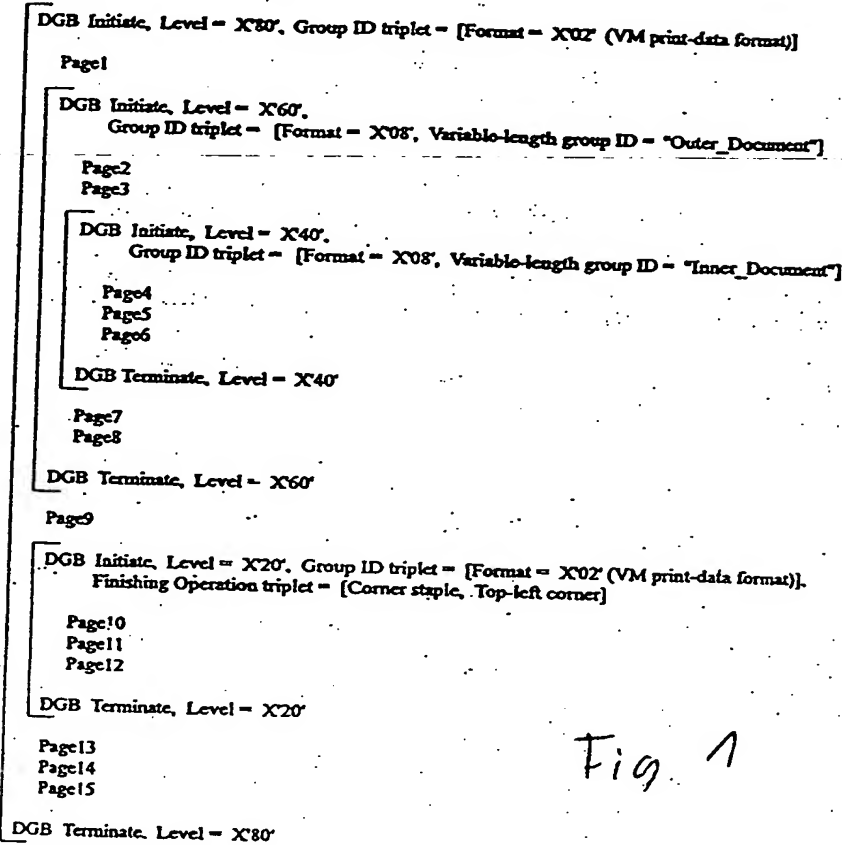 DGB Initiate, Level = X'80', Group ID triplet = [Format = X'02' (VM print-data format)]
Page1
DGB Initiate, Level = X'60',
Group ID triplet = [Format = X'08', Variable-length group ID = "Outer_Document"]
Page2
Page3
DGB Initiate, Level = X'40',
Group ID triplet = [Format = X'08', Variable-length group ID = "Inner_Document"]
Page4
Page5
Page6
DGB Terminate, Level = X'40'
Page7
Page8
DGB Terminate, Level = X'60'
Page9
DGB Initiate, Level = X'20', Group ID triplet = [Format = X'02' (VM print-data format)],
Finishing Operation triplet = [Corner staple, Top-left corner]
Page10
Page11
Page12
DGB Terminate, Level = X'20'
Page13
Page14
Page15
DGB Terminate, Level = X'80'
Fig. 1